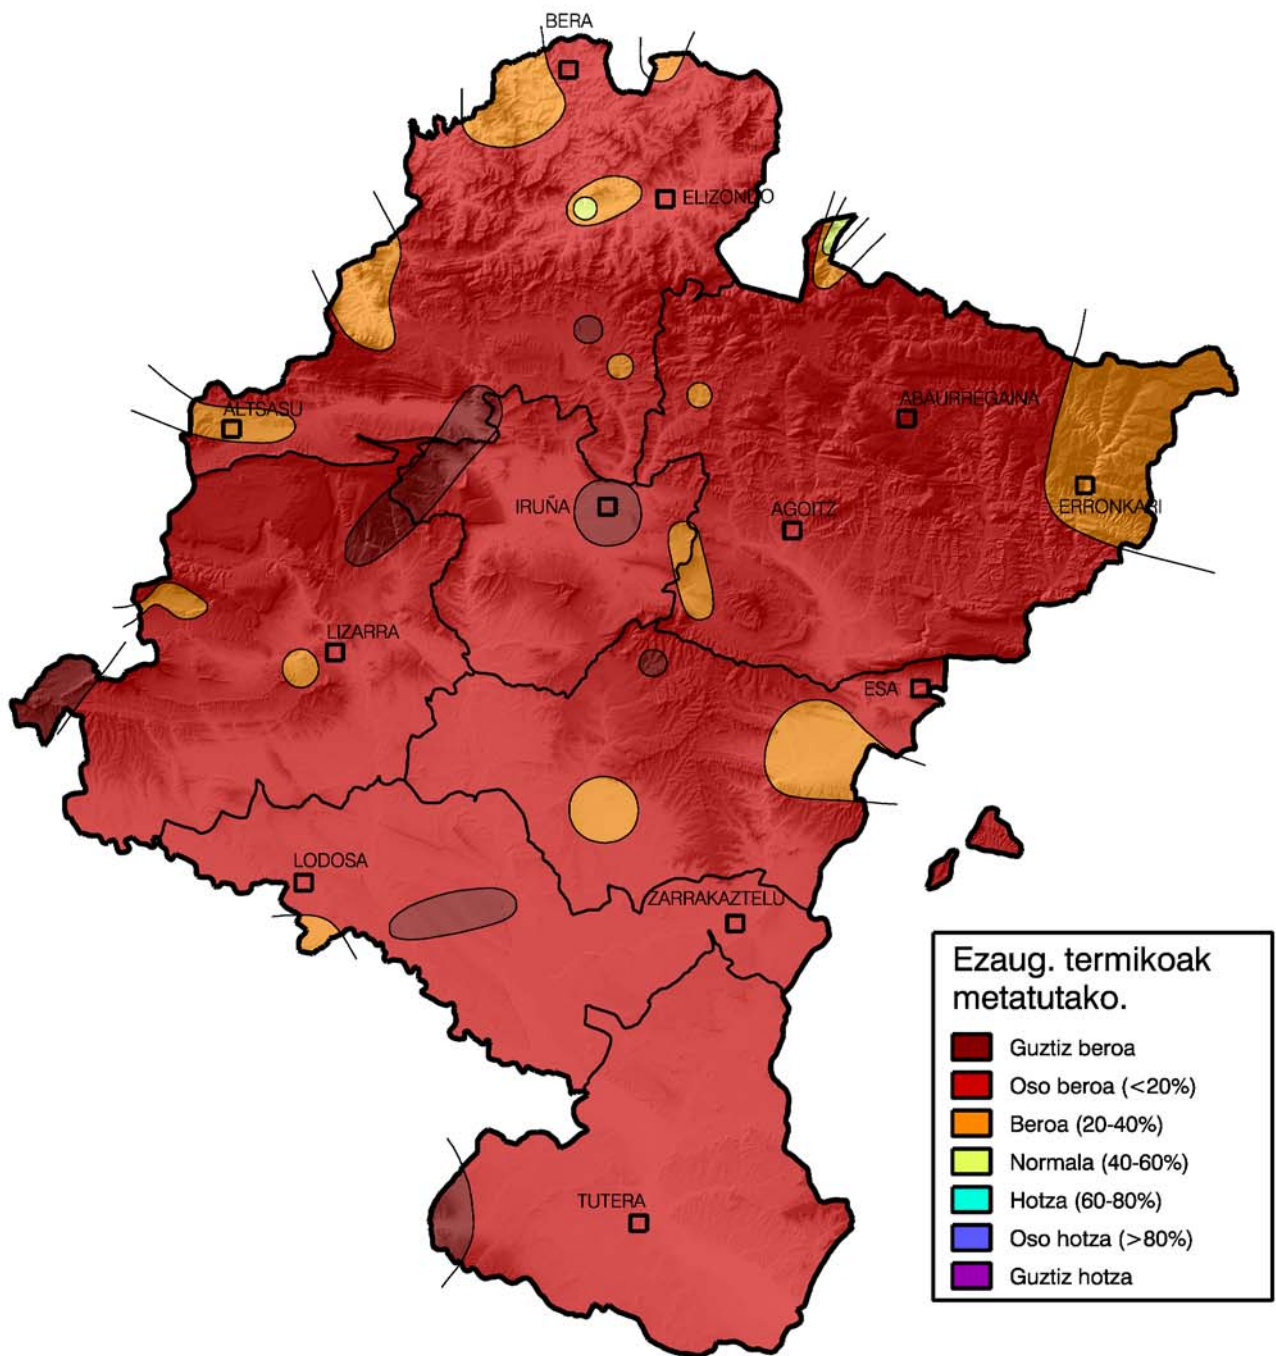 BERA
ELIZONDO
ALTSASU
ABAURREGAINA
IRUÑA
AGOITZ
ERRONKARI
LIZARRA
ESA
LODOSA
ZARRAKAZTELU
TUTERA
Ezaug. termikoak
metatutako.
Guztiz beroa
Oso beroa (<20%)
Beroa (20-40%)
Normala (40-60%)
Hotza (60-80%)
Oso hotza (>80%)
Guztiz hotza